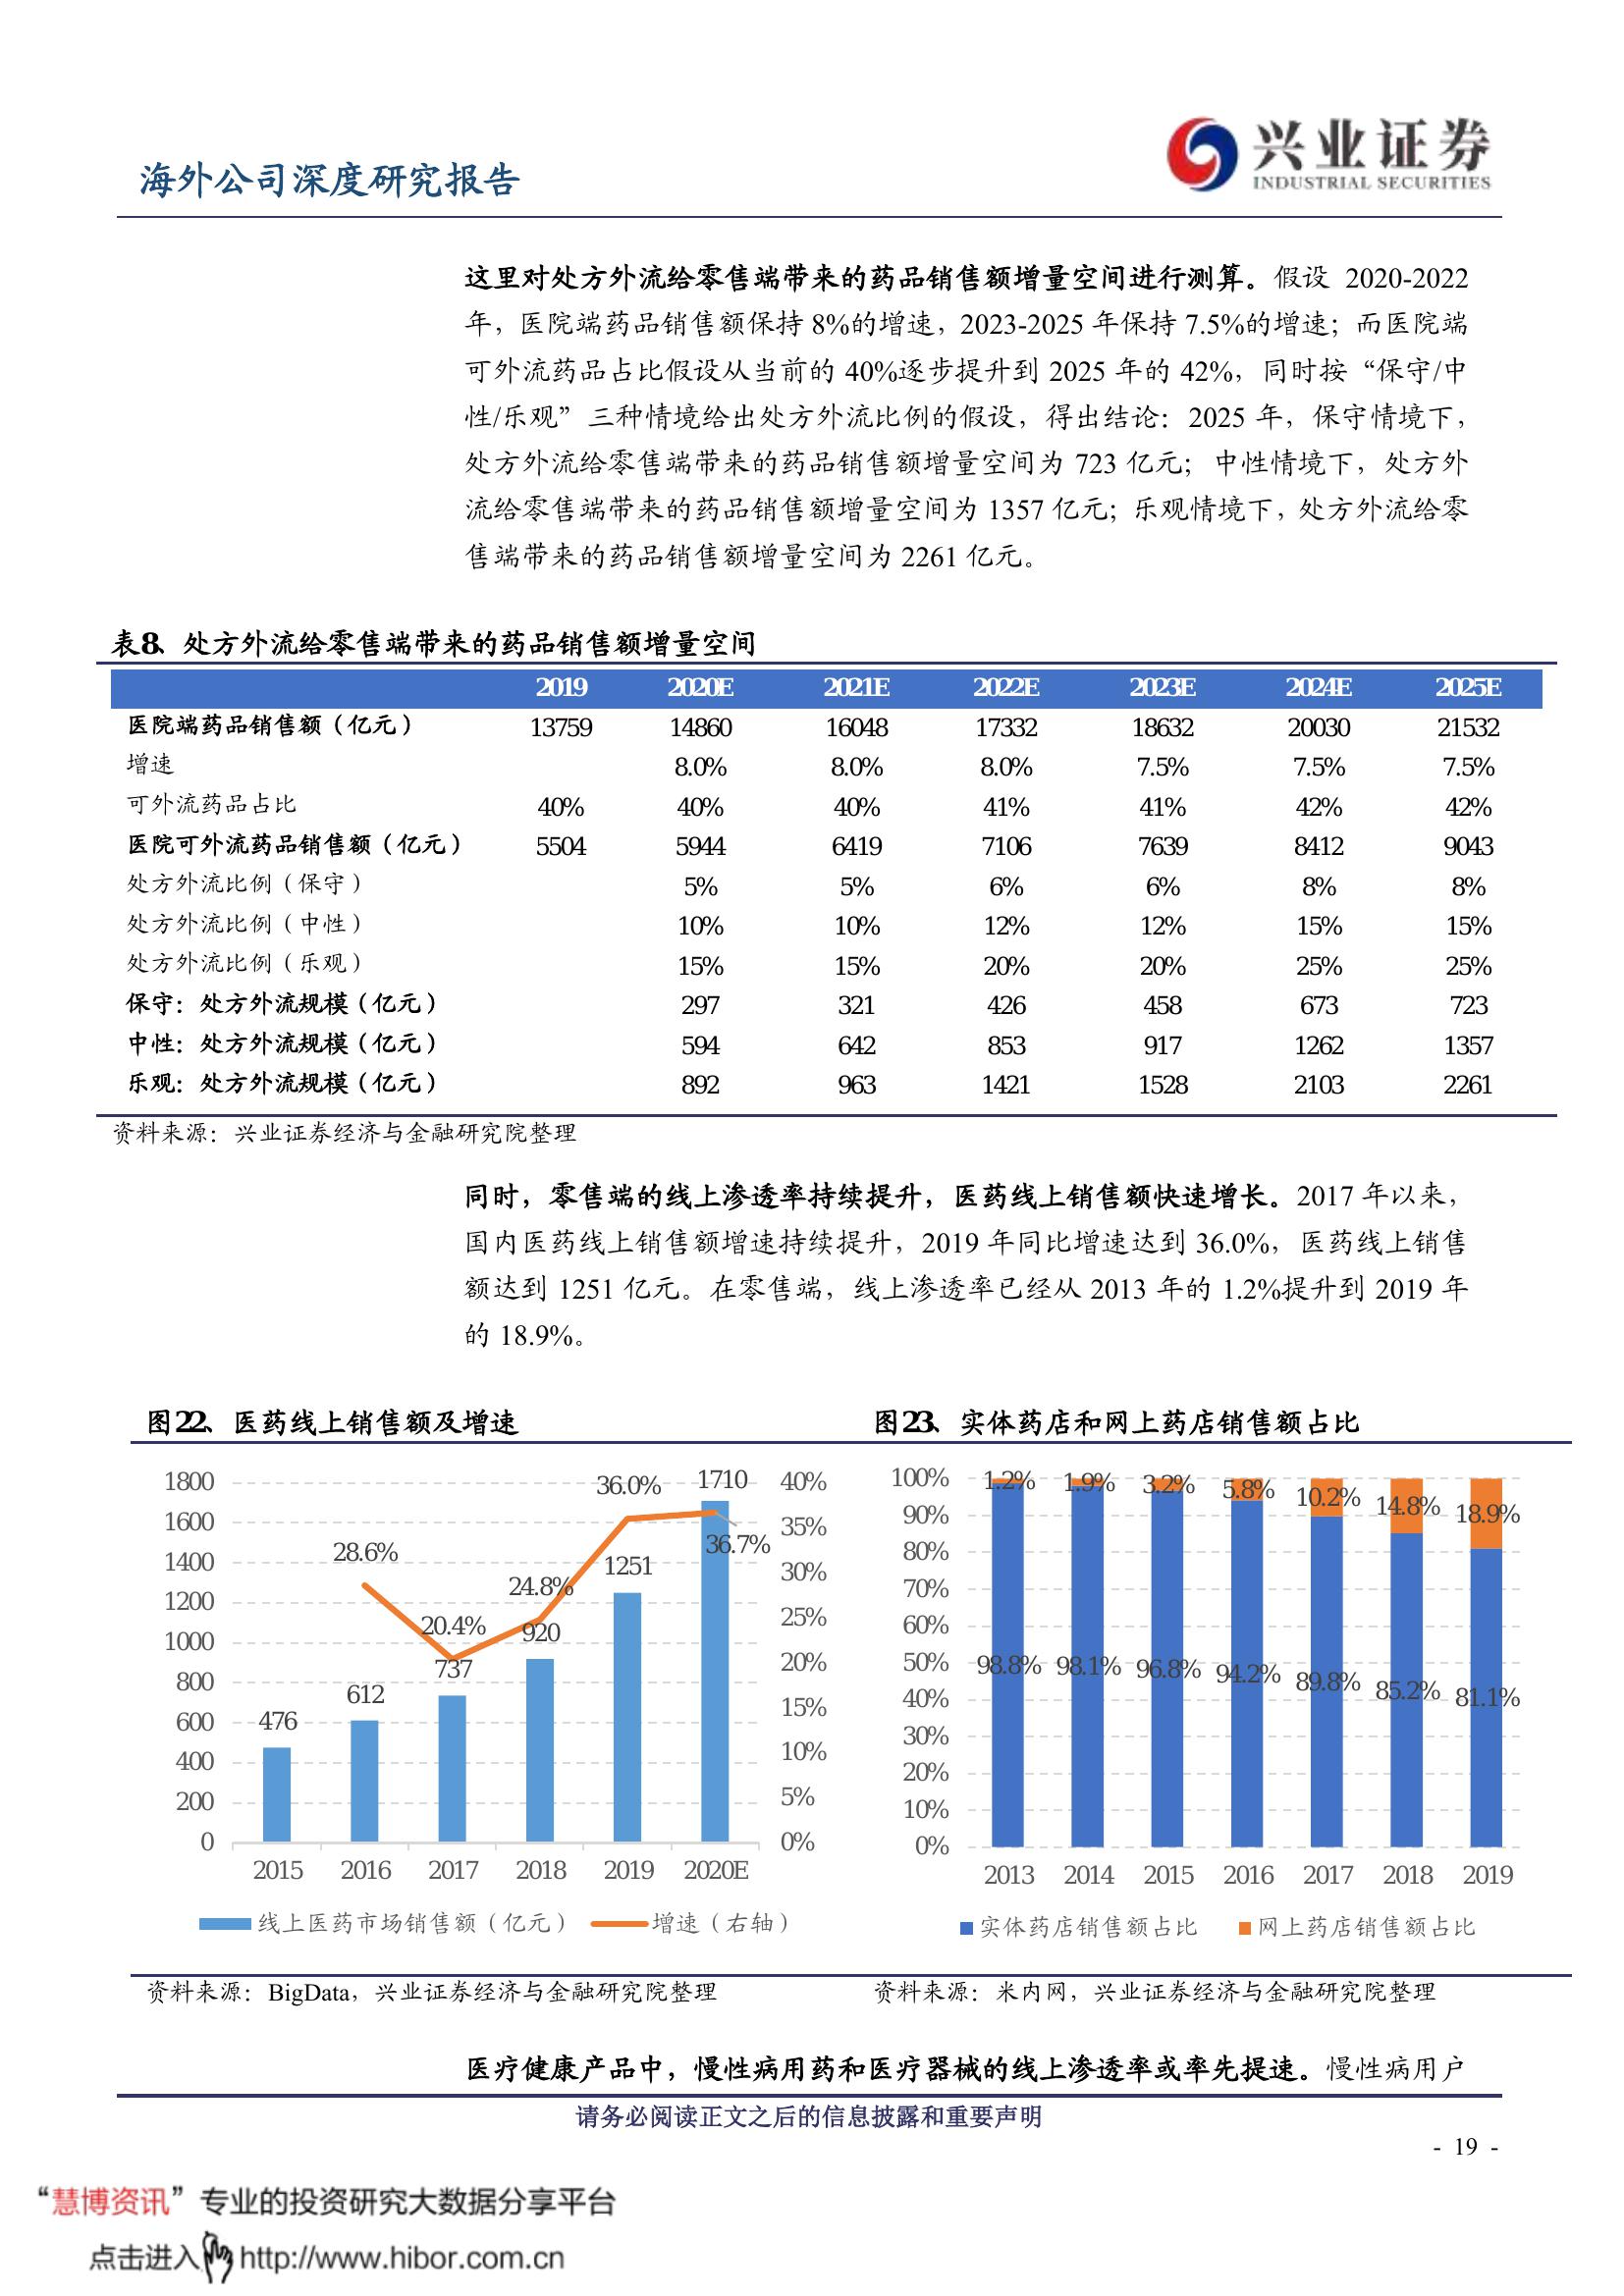 海外公司深度研究报告
兴业证券
INDUSTRIAL SECURITIES
这里对处方外流给零售端带来的药品销售额增量空间进行测算。假设 2020-2022
年，医院端药品销售额保持 8%的增速，2023-2025 年保持 7.5%的增速；而医院端
可外流药品占比假设从当前的 40%逐步提升到 2025 年的 42%，同时按“保守/中
性/乐观”三种情境给出处方外流比例的假设，得出结论：2025 年，保守情境下，
处方外流给零售端带来的药品销售额增量空间为 723 亿元；中性情境下，处方外
流给零售端带来的药品销售额增量空间为 1357 亿元；乐观情境下，处方外流给零
售端带来的药品销售额增量空间为 2261 亿元。
表8、处方外流给零售端带来的药品销售额增量空间
2019 2020E 2021E 2022E 2023E 2024E 2025E
医院端药品销售额（亿元） 13759 14860 16048 17332 18632 20030 21532
增速 8.0% 8.0% 8.0% 7.5% 7.5% 7.5%
可外流药品占比 40% 40% 40% 41% 41% 42% 42%
医院可外流药品销售额（亿元） 5504 5944 6419 7106 7639 8412 9043
处方外流比例（保守） 5% 5% 6% 6% 8% 8%
处方外流比例（中性） 10% 10% 12% 12% 15% 15%
处方外流比例（乐观） 15% 15% 20% 20% 25% 25%
保守：处方外流规模（亿元） 297 321 426 458 673 723
中性：处方外流规模（亿元） 594 642 853 917 1262 1357
乐观：处方外流规模（亿元） 892 963 1421 1528 2103 2261
资料来源：兴业证券经济与金融研究院整理
同时，零售端的线上渗透率持续提升，医药线上销售额快速增长。2017 年以来，
国内医药线上销售额增速持续提升，2019 年同比增速达到 36.0%，医药线上销售
额达到 1251 亿元。在零售端，线上渗透率已经从 2013 年的 1.2%提升到 2019 年
的 18.9%。
图22、医药线上销售额及增速
1800
1600
1400
1200
1000
800
600
400
200
0
40%
35%
30%
25%
20%
15%
10%
5%
0%
28.6% 20.4% 24.8% 36.0% 36.7%
476 612 737 920 1251 1710
2015 2016 2017 2018 2019 2020E
线上医药市场销售额（亿元） 增速（右轴）
资料来源：BigData，兴业证券经济与金融研究院整理
图23、实体药店和网上药店销售额占比
100%
90%
80%
70%
60%
50%
40%
30%
20%
10%
0%
1.2% 1.9% 3.2% 5.8% 10.2% 14.8% 18.9%
98.8% 98.1% 96.8% 94.2% 89.8% 85.2% 81.1%
2013 2014 2015 2016 2017 2018 2019
实体药店销售额占比 网上药店销售额占比
资料来源：米内网，兴业证券经济与金融研究院整理
医疗健康产品中，慢性病用药和医疗器械的线上渗透率或率先提速。慢性病用户
请务必阅读正文之后的信息披露和重要声明
- 19 -
“慧博资讯”专业的投资研究大数据分享平台
点击进入 http://www.hibor.com.cn